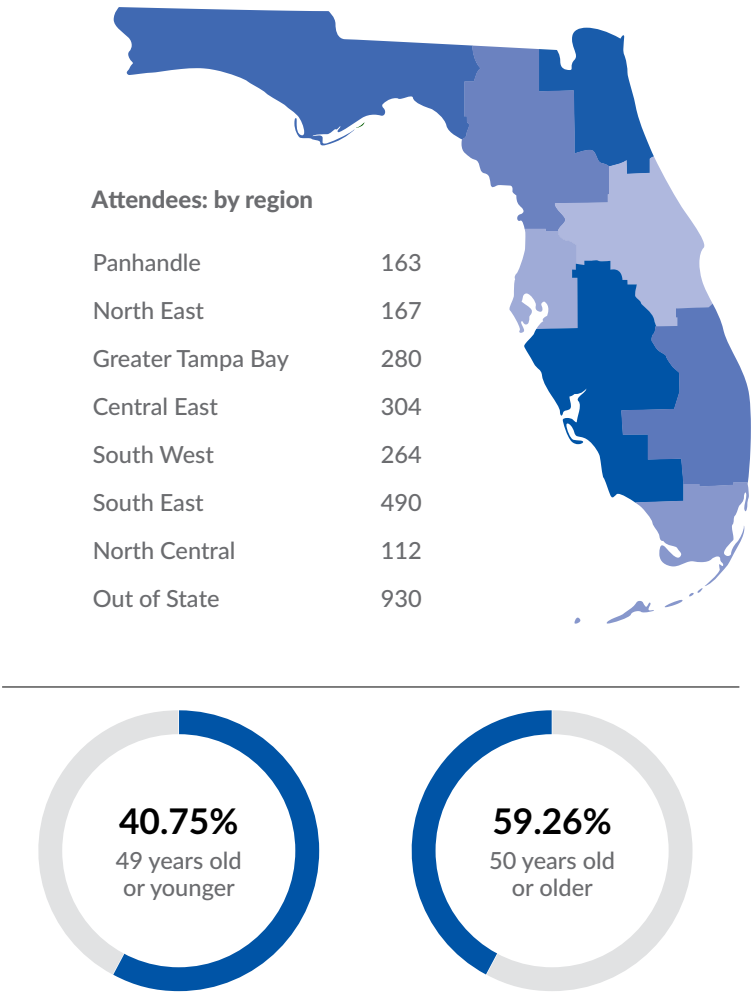 Attendees: by region
Panhandle 163
North East 167
Greater Tampa Bay 280
Central East 304
South West 264
South East 490
North Central 112
Out of State 930
40.75%
49 years old
or younger
59.26%
50 years old
or older